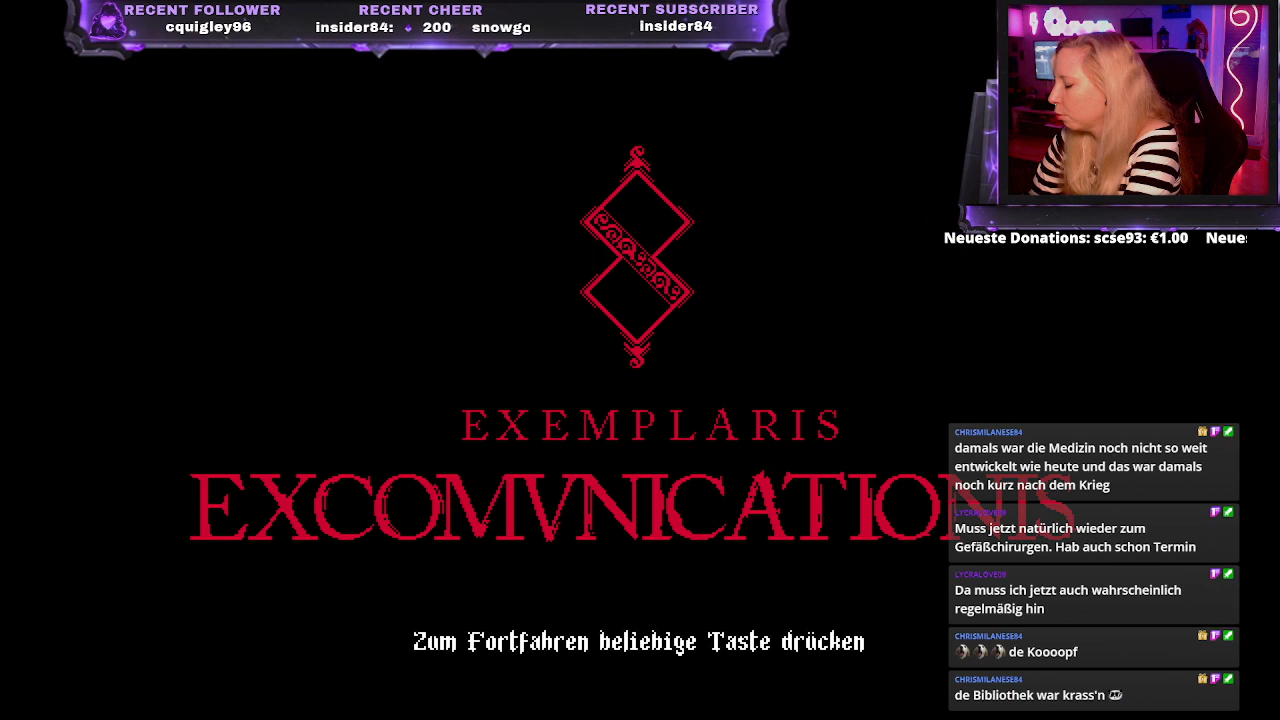 RECENT FOLLOWER
cquigley96
RECENT CHEER
insider84: 200 snowgo
RECENT SUBSCRIBER
insider84
Neueste Donations: scse93: €1.00 Neue
EXEMPLARIS
EXCOMVNICATIONIS
Zum Fortfahren beliebige Taste drücken
CHRISMILANESE84
damals war die Medizin noch nicht so weit
entwickelt wie heute und das war damals
noch kurz nach dem Krieg
Muss jetzt natürlich wieder zum
Gefäßchirurgen. Hab auch schon Termin
Da muss ich jetzt auch wahrscheinlich
regelmäßig hin
CHRISMILANESE84
de Koooopf
CHRISMILANESE84
de Bibliothek war krass'n